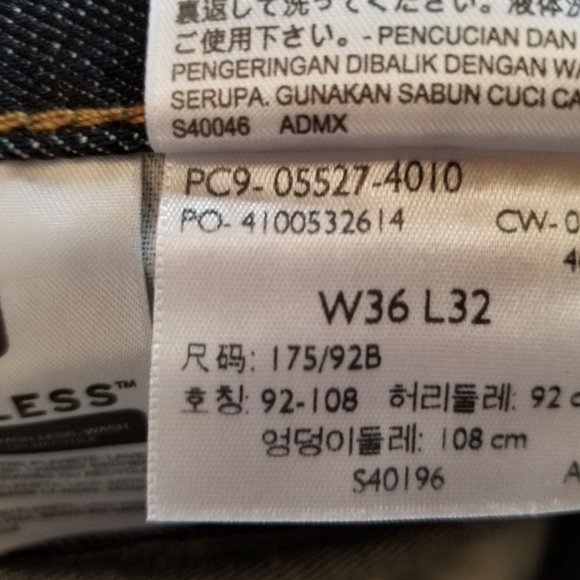 裏返して洗ってください。液体洗
ご使用下さい。- PENCUCIAN DAN
PENGERINGAN DIBALIK DENGAN WA
SERUPA. GUNAKAN SABUN CUCI CA
S40046 ADMX
PC9- 05527-4010
PO- 4100532614 CW- 0
W36 L32
尺码: 175/92B
호칭: 92-108 허리둘레: 92 c
엉덩이둘레: 108 cm
S40196 A
LESS™